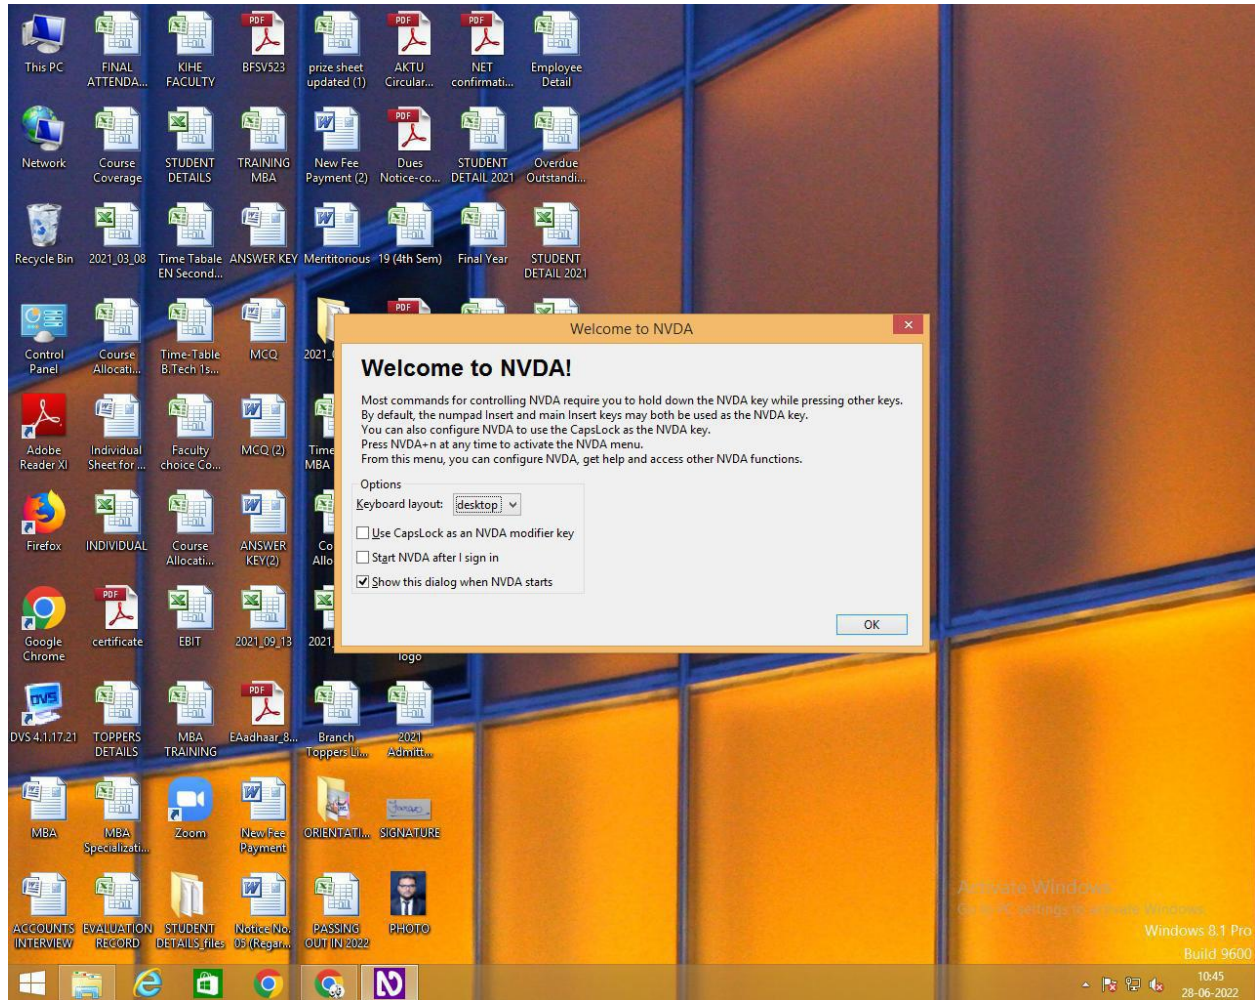 This PC
FINAL
ATTENDA...
KIHE
FACULTY
BFSV523
prize sheet
updated (1)
AKTU
Circular...
NET
confirmati...
Employee
Detail
Network
Course
Coverage
STUDENT
DETAILS
TRAINING
MBA
New Fee
Payment (2)
Dues
Notice-co...
STUDENT
DETAIL 2021
Overdue
Outstandi...
Recycle Bin
2021_03_08
Time Tabale
EN Second...
ANSWER KEY
Merititorious
19 (4th Sem)
Final Year
STUDENT
DETAIL 2021
Control
Panel
Course
Allocati...
Time-Table
B.Tech 1s...
MCQ
2021_
Welcome to NVDA
Welcome to NVDA!
Most commands for controlling NVDA require you to hold down the NVDA key while pressing other keys.
By default, the numpad Insert and main Insert keys may both be used as the NVDA key.
You can also configure NVDA to use the CapsLock as the NVDA key.
Press NVDA+n at any time to activate the NVDA menu.
From this menu, you can configure NVDA, get help and access other NVDA functions.
Options
Keyboard layout: desktop
Use CapsLock as an NVDA modifier key
Start NVDA after I sign in
Show this dialog when NVDA starts
OK
Adobe
Reader XI
Individual
Sheet for ...
Faculty
choice Co...
MCQ (2)
Time
MBA
Firefox
INDIVIDUAL
Course
Allocati...
ANSWER
KEY(2)
Co
Allo
Google
Chrome
certificate
EBIT
2021_09_13
2021_
logo
DVS 4.1.17.21
TOPPERS
DETAILS
MBA
TRAINING
EAadhaar_8...
Branch
Toppers Li...
2021
Admitt...
MBA
MBA
Specializati...
Zoom
New Fee
Payment
ORIENTATI...
SIGNATURE
ACCOUNTS
INTERVIEW
EVALUATION
RECORD
STUDENT
DETAILS_files
Notice No.
05 (Regar...
PASSING
OUT IN 2022
PHOTO
Activate Windows
Go to PC settings to activate Windows.
Windows 8.1 Pro
Build 9600
10:45
28-06-2022